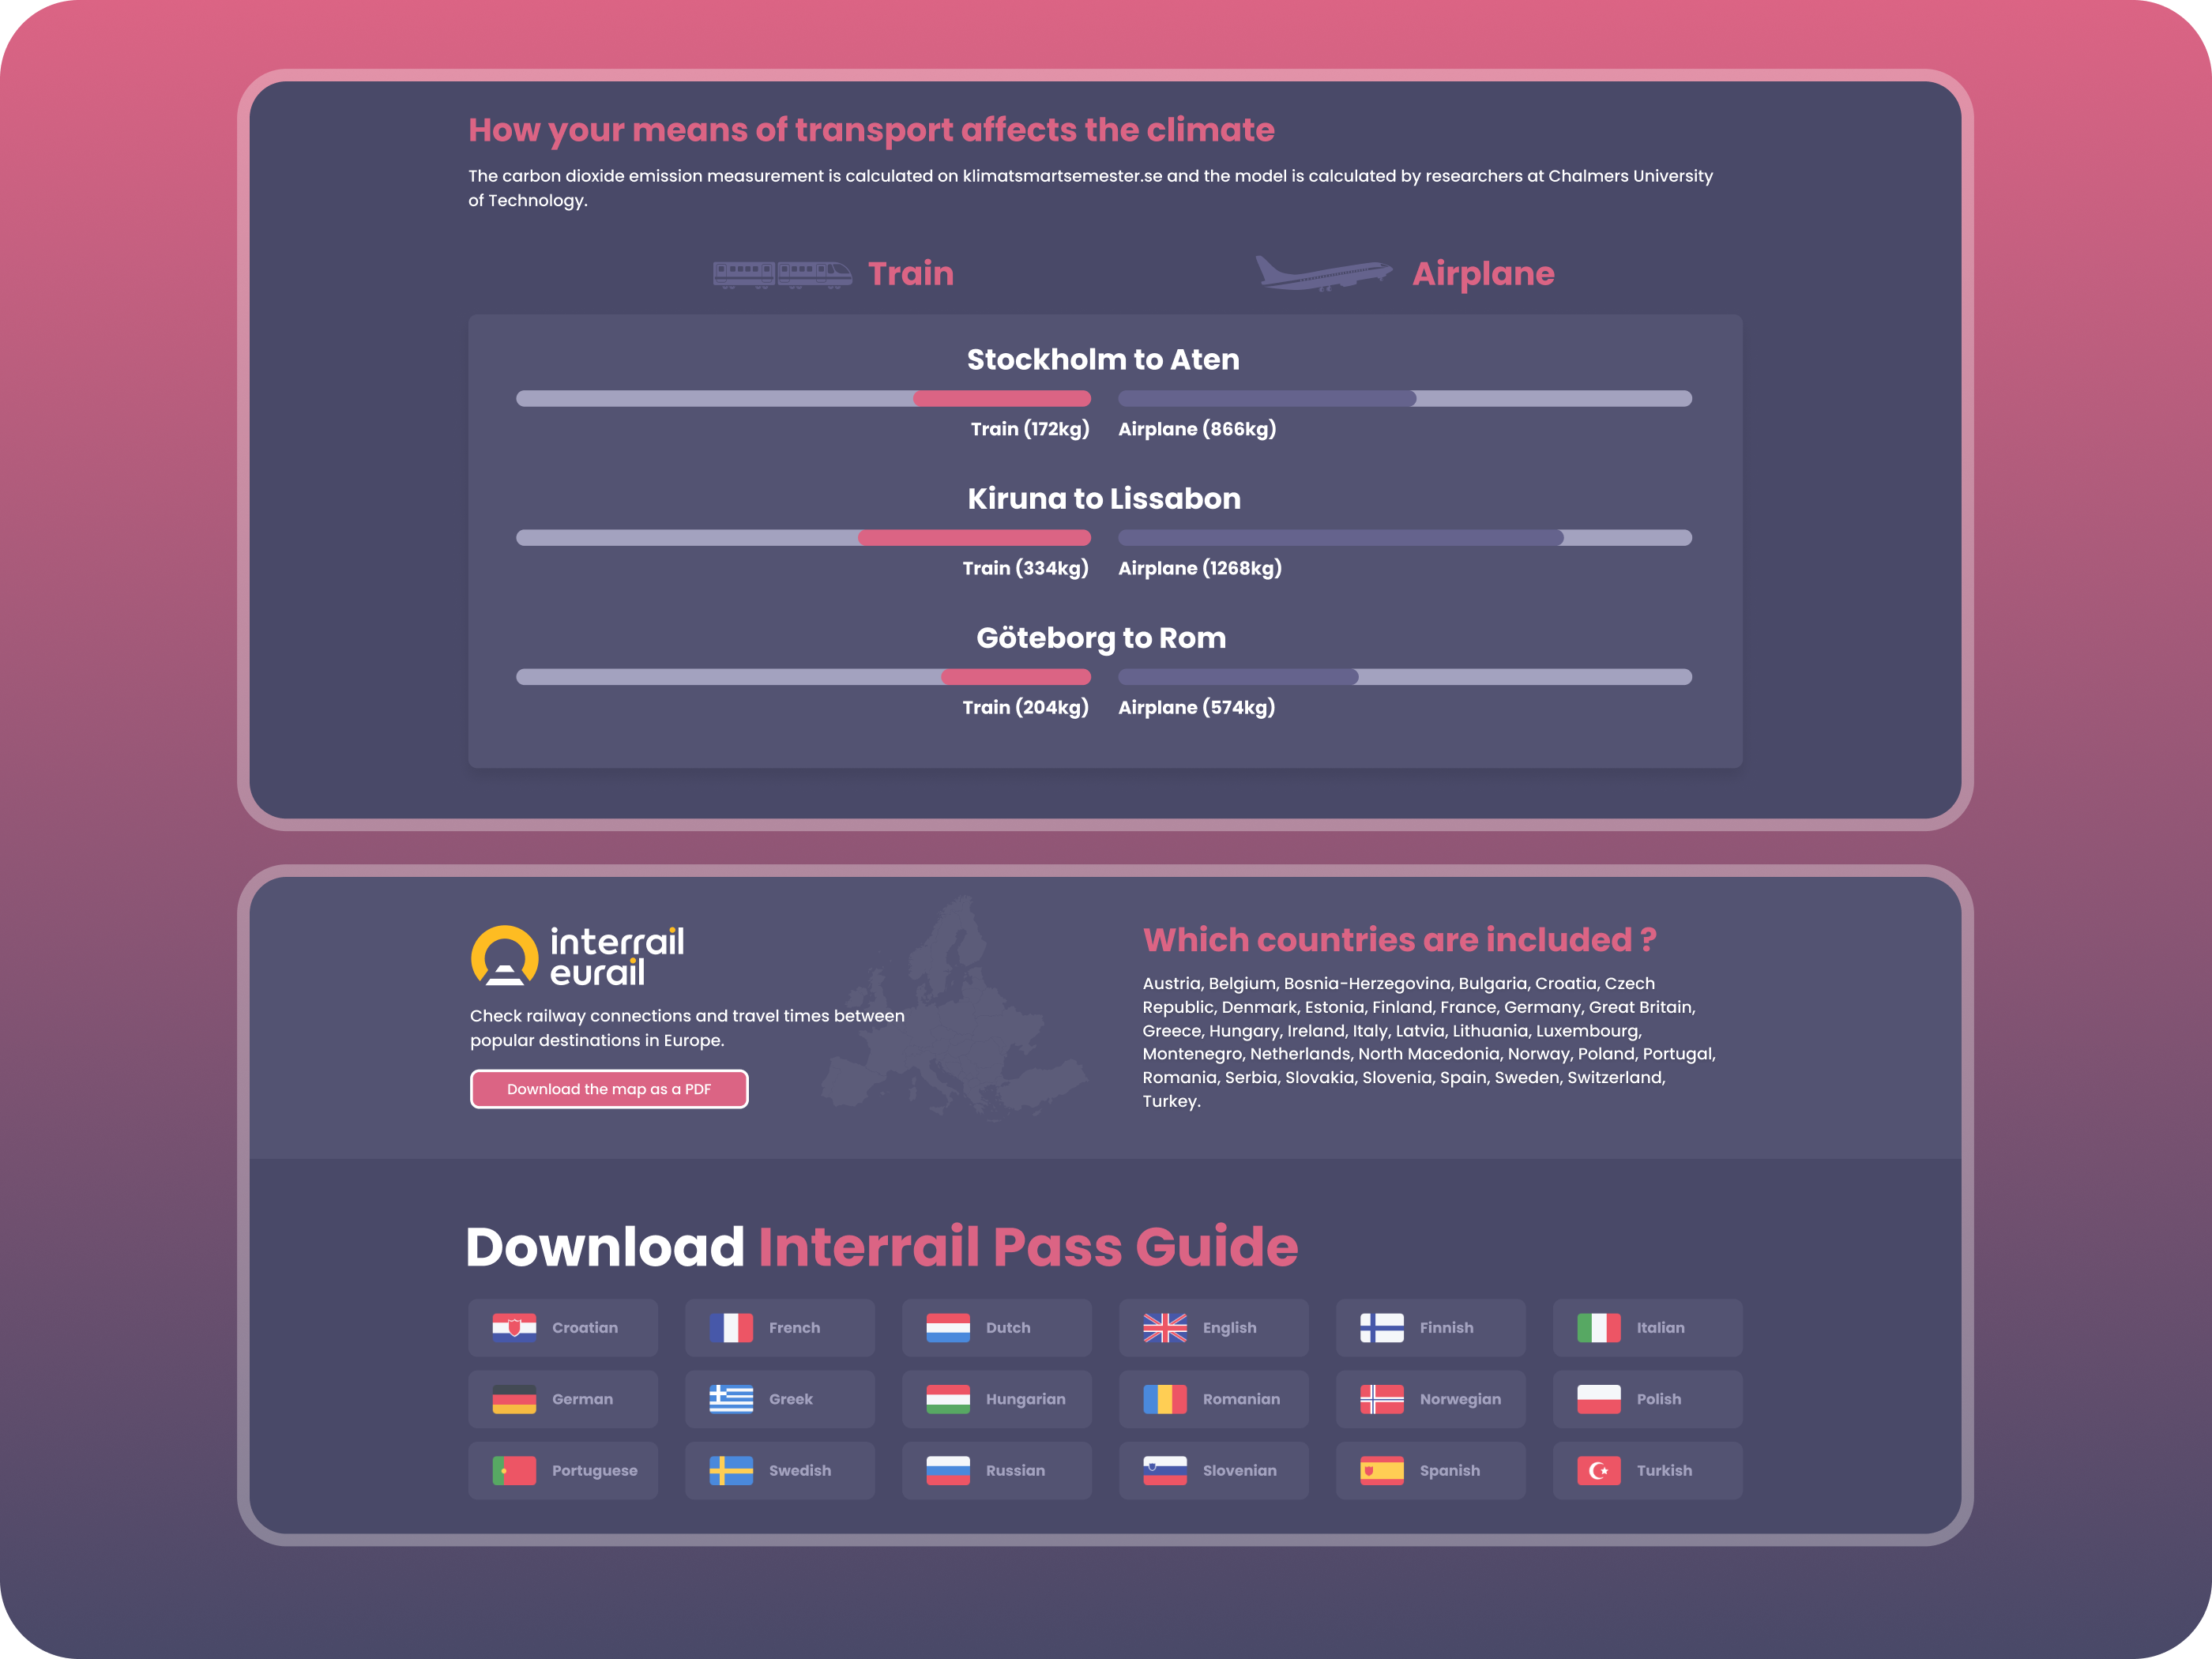 How your means of transport affects the climate
The carbon dioxide emission measurement is calculated on klimatsmartsemester.se and the model is calculated by researchers at Chalmers University
of Technology.
Train
Airplane
Stockholm to Aten
Train (172kg)
Airplane (866kg)
Kiruna to Lissabon
Train (334kg)
Airplane (1268kg)
Göteborg to Rom
Train (204kg)
Airplane (574kg)
interrail
eurail
Check railway connections and travel times between
popular destinations in Europe.
Download the map as a PDF
Which countries are included ?
Austria, Belgium, Bosnia-Herzegovina, Bulgaria, Croatia, Czech
Republic, Denmark, Estonia, Finland, France, Germany, Great Britain,
Greece, Hungary, Ireland, Italy, Latvia, Lithuania, Luxembourg,
Montenegro, Netherlands, North Macedonia, Norway, Poland, Portugal,
Romania, Serbia, Slovakia, Slovenia, Spain, Sweden, Switzerland,
Turkey.
Download Interrail Pass Guide
Croatian
French
Dutch
English
Finnish
Italian
German
Greek
Hungarian
Romanian
Norwegian
Polish
Portuguese
Swedish
Russian
Slovenian
Spanish
Turkish